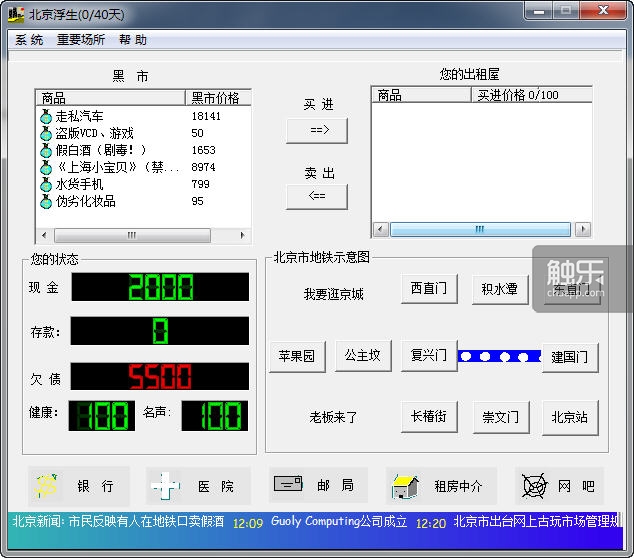 北京浮生(0/40天)
系 统 重要场所 帮 助
黑 市
商品 黑市价格
走私汽车 18141
盗版VCD、游戏 50
假白酒（剧毒！） 1653
《上海小宝贝》（禁... 8974
水货手机 799
伪劣化妆品 95
买 进
==>
卖 出
<==
您的出租屋
商品 买进价格 0/100
您的状态
现 金 2000
存款: 0
欠 债 5500
健康: 100 名声: 100
北京市地铁示意图
我要逛京城 西直门 积水潭 东直门
苹果园 公主坟 复兴门 建国门
老板来了 长椿街 崇文门 北京站
触乐
银 行 医 院 邮 局 租房中介 网 吧
北京新闻: 市民反映有人在地铁口卖假酒 12:09 Guoly Computing公司成立 12:20 北京市出台网上古玩市场管理规